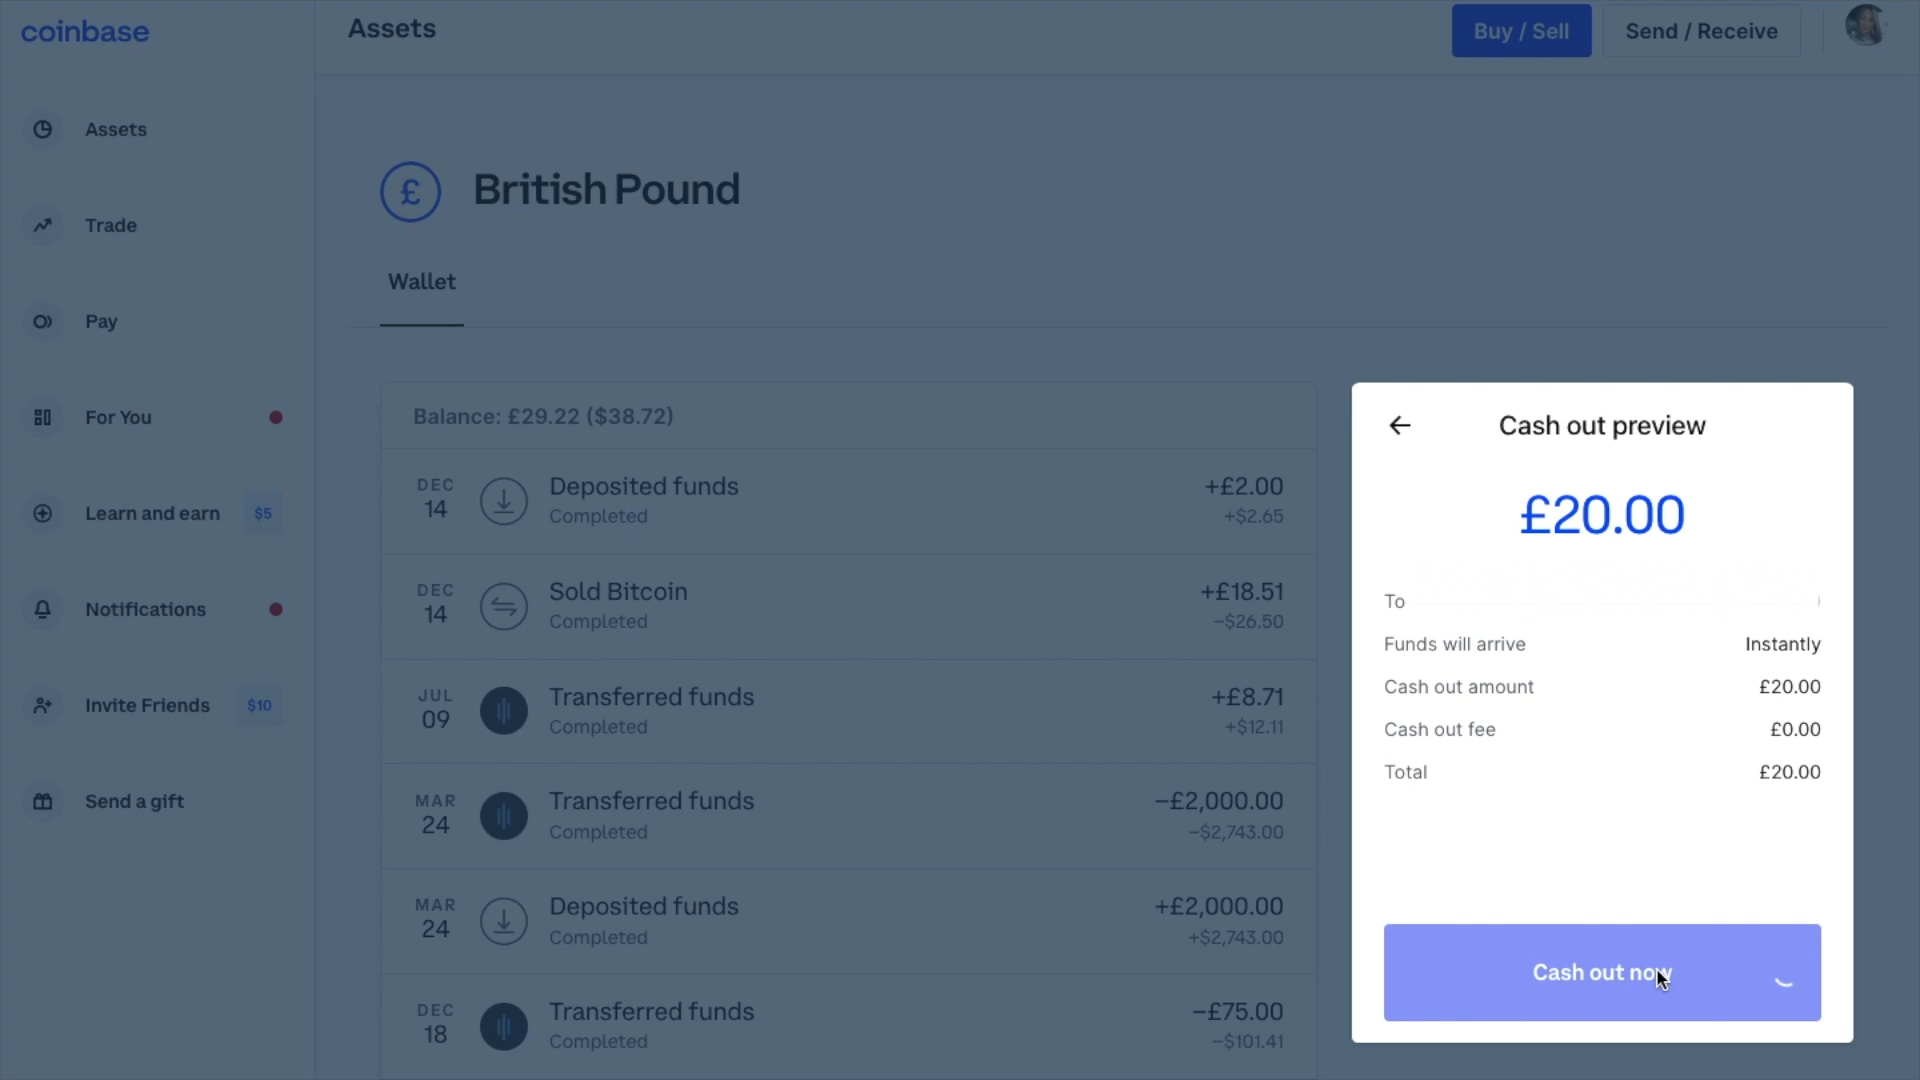 coinbase
Assets
Buy / Sell
Send / Receive
Assets
Trade
Pay
For You
Learn and earn $5
Notifications
Invite Friends $10
Send a gift
£ British Pound
Wallet
Balance: £29.22 ($38.72)
DEC 14
Deposited funds +£2.00
Completed +$2.65
DEC 14
Sold Bitcoin +£18.51
Completed –$26.50
JUL 09
Transferred funds +£8.71
Completed +$12.11
MAR 24
Transferred funds –£2,000.00
Completed –$2,743.00
MAR 24
Deposited funds +£2,000.00
Completed +$2,743.00
DEC 18
Transferred funds –£75.00
Completed –$101.41
Cash out preview
£20.00
To
Funds will arrive Instantly
Cash out amount £20.00
Cash out fee £0.00
Total £20.00
Cash out now